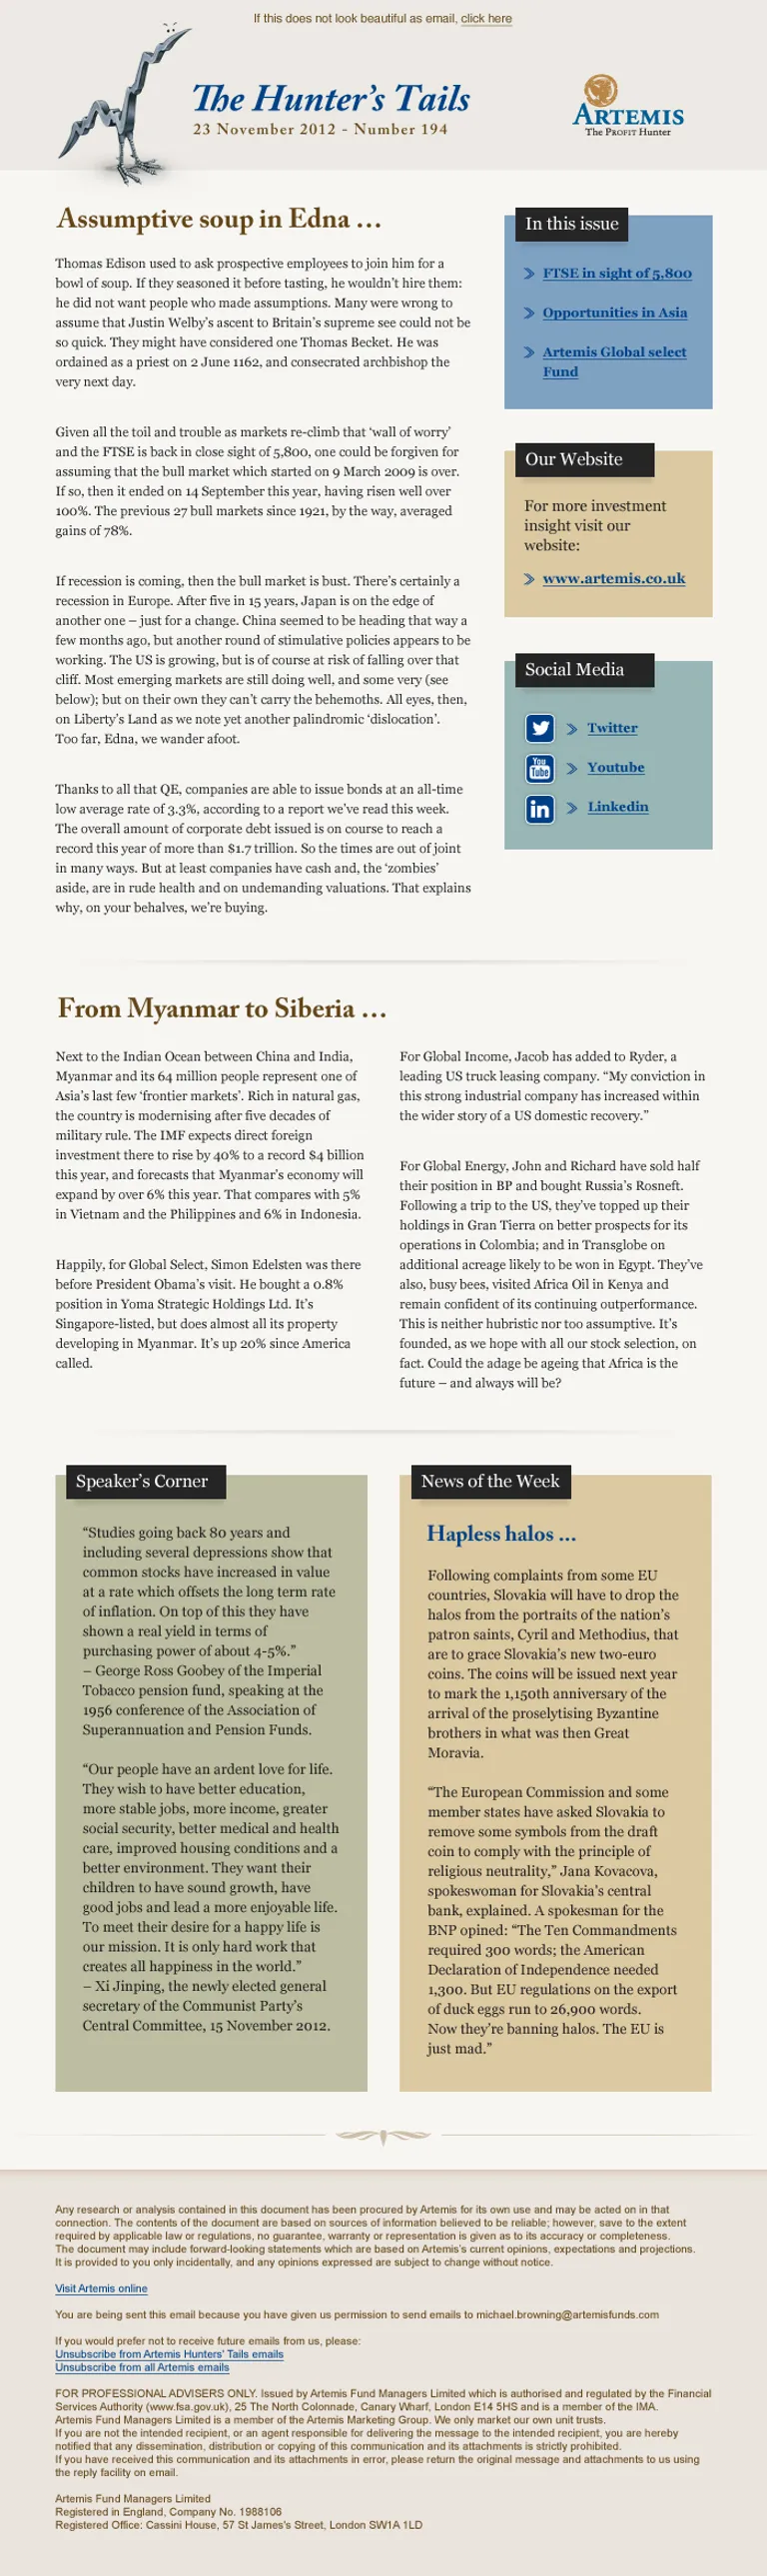 If this does not look beautiful as email, click here
The Hunter's Tails
23 November 2012 - Number 194
ARTEMIS
The PROFIT Hunter
Assumptive soup in Edna …
Thomas Edison used to ask prospective employees to join him for a
bowl of soup. If they seasoned it before tasting, he wouldn't hire them:
he did not want people who made assumptions. Many were wrong to
assume that Justin Welby's ascent to Britain's supreme see could not be
so quick. They might have considered one Thomas Becket. He was
ordained as a priest on 2 June 1162, and consecrated archbishop the
very next day.
Given all the toil and trouble as markets re-climb that 'wall of worry'
and the FTSE is back in close sight of 5,800, one could be forgiven for
assuming that the bull market which started on 9 March 2009 is over.
If so, then it ended on 14 September this year, having risen well over
100%. The previous 27 bull markets since 1921, by the way, averaged
gains of 78%.
If recession is coming, then the bull market is bust. There's certainly a
recession in Europe. After five in 15 years, Japan is on the edge of
another one – just for a change. China seemed to be heading that way a
few months ago, but another round of stimulative policies appears to be
working. The US is growing, but is of course at risk of falling over that
cliff. Most emerging markets are still doing well, and some very (see
below); but on their own they can't carry the behemoths. All eyes, then,
on Liberty's Land as we note yet another palindromic 'dislocation'.
Too far, Edna, we wander afoot.
Thanks to all that QE, companies are able to issue bonds at an all-time
low average rate of 3.3%, according to a report we've read this week.
The overall amount of corporate debt issued is on course to reach a
record this year of more than $1.7 trillion. So the times are out of joint
in many ways. But at least companies have cash and, the 'zombies'
aside, are in rude health and on undemanding valuations. That explains
why, on your behalves, we're buying.
In this issue
FTSE in sight of 5,800
Opportunities in Asia
Artemis Global select
Fund
Our Website
For more investment
insight visit our
website:
www.artemis.co.uk
Social Media
Twitter
You
Tube
Youtube
in
Linkedin
From Myanmar to Siberia …
Next to the Indian Ocean between China and India,
Myanmar and its 64 million people represent one of
Asia's last few 'frontier markets'. Rich in natural gas,
the country is modernising after five decades of
military rule. The IMF expects direct foreign
investment there to rise by 40% to a record $4 billion
this year, and forecasts that Myanmar's economy will
expand by over 6% this year. That compares with 5%
in Vietnam and the Philippines and 6% in Indonesia.
Happily, for Global Select, Simon Edelsten was there
before President Obama's visit. He bought a 0.8%
position in Yoma Strategic Holdings Ltd. It's
Singapore-listed, but does almost all its property
developing in Myanmar. It's up 20% since America
called.
For Global Income, Jacob has added to Ryder, a
leading US truck leasing company. "My conviction in
this strong industrial company has increased within
the wider story of a US domestic recovery."
For Global Energy, John and Richard have sold half
their position in BP and bought Russia's Rosneft.
Following a trip to the US, they've topped up their
holdings in Gran Tierra on better prospects for its
operations in Colombia; and in Transglobe on
additional acreage likely to be won in Egypt. They've
also, busy bees, visited Africa Oil in Kenya and
remain confident of its continuing outperformance.
This is neither hubristic nor too assumptive. It's
founded, as we hope with all our stock selection, on
fact. Could the adage be ageing that Africa is the
future – and always will be?
Speaker's Corner
"Studies going back 80 years and
including several depressions show that
common stocks have increased in value
at a rate which offsets the long term rate
of inflation. On top of this they have
shown a real yield in terms of
purchasing power of about 4-5%."
– George Ross Goobey of the Imperial
Tobacco pension fund, speaking at the
1956 conference of the Association of
Superannuation and Pension Funds.
"Our people have an ardent love for life.
They wish to have better education,
more stable jobs, more income, greater
social security, better medical and health
care, improved housing conditions and a
better environment. They want their
children to have sound growth, have
good jobs and lead a more enjoyable life.
To meet their desire for a happy life is
our mission. It is only hard work that
creates all happiness in the world."
– Xi Jinping, the newly elected general
secretary of the Communist Party's
Central Committee, 15 November 2012.
News of the Week
Hapless halos ...
Following complaints from some EU
countries, Slovakia will have to drop the
halos from the portraits of the nation's
patron saints, Cyril and Methodius, that
are to grace Slovakia's new two-euro
coins. The coins will be issued next year
to mark the 1,150th anniversary of the
arrival of the proselytising Byzantine
brothers in what was then Great
Moravia.
"The European Commission and some
member states have asked Slovakia to
remove some symbols from the draft
coin to comply with the principle of
religious neutrality," Jana Kovacova,
spokeswoman for Slovakia's central
bank, explained. A spokesman for the
BNP opined: "The Ten Commandments
required 300 words; the American
Declaration of Independence needed
1,300. But EU regulations on the export
of duck eggs run to 26,900 words.
Now they're banning halos. The EU is
just mad."
Any research or analysis contained in this document has been procured by Artemis for its own use and may be acted on in that
connection. The contents of the document are based on sources of information believed to be reliable; however, save to the extent
required by applicable law or regulations, no guarantee, warranty or representation is given as to its accuracy or completeness.
The document may include forward-looking statements which are based on Artemis's current opinions, expectations and projections.
It is provided to you only incidentally, and any opinions expressed are subject to change without notice.
Visit Artemis online
You are being sent this email because you have given us permission to send emails to michael.browning@artemisfunds.com
If you would prefer not to receive future emails from us, please:
Unsubscribe from Artemis Hunters' Tails emails
Unsubscribe from all Artemis emails
FOR PROFESSIONAL ADVISERS ONLY. Issued by Artemis Fund Managers Limited which is authorised and regulated by the Financial
Services Authority (www.fsa.gov.uk), 25 The North Colonnade, Canary Wharf, London E14 5HS and is a member of the IMA.
Artemis Fund Managers Limited is a member of the Artemis Marketing Group. We only market our own unit trusts.
If you are not the intended recipient, or an agent responsible for delivering the message to the intended recipient, you are hereby
notified that any dissemination, distribution or copying of this communication and its attachments is strictly prohibited.
If you have received this communication and its attachments in error, please return the original message and attachments to us using
the reply facility on email.
Artemis Fund Managers Limited
Registered in England, Company No. 1988106
Registered Office: Cassini House, 57 St James's Street, London SW1A 1LD